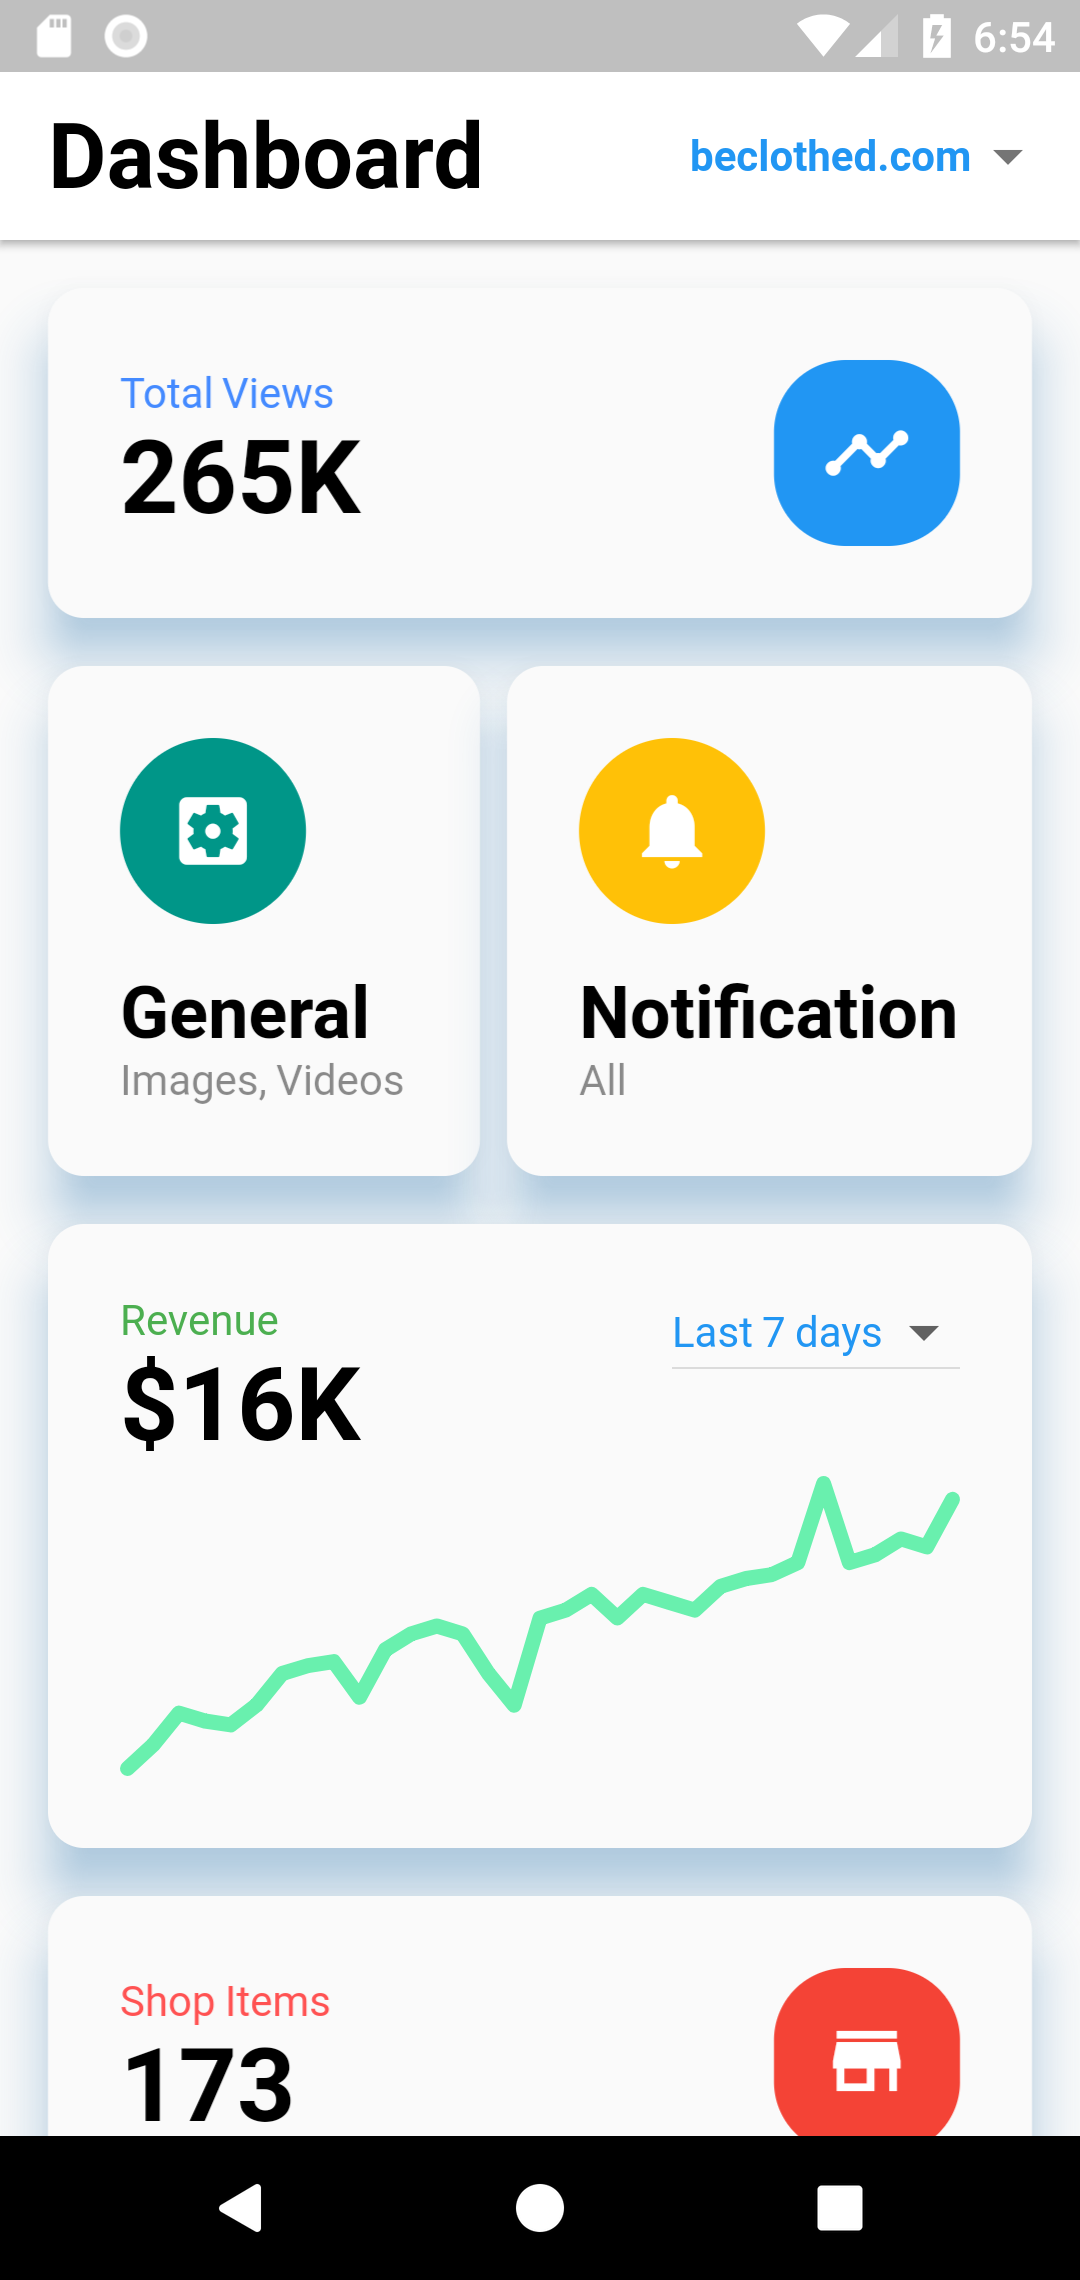 6:54
Dashboard
beclothed.com
Total Views
265K
General
Images, Videos
Notification
All
Revenue
$16K
Last 7 days
Shop Items
173